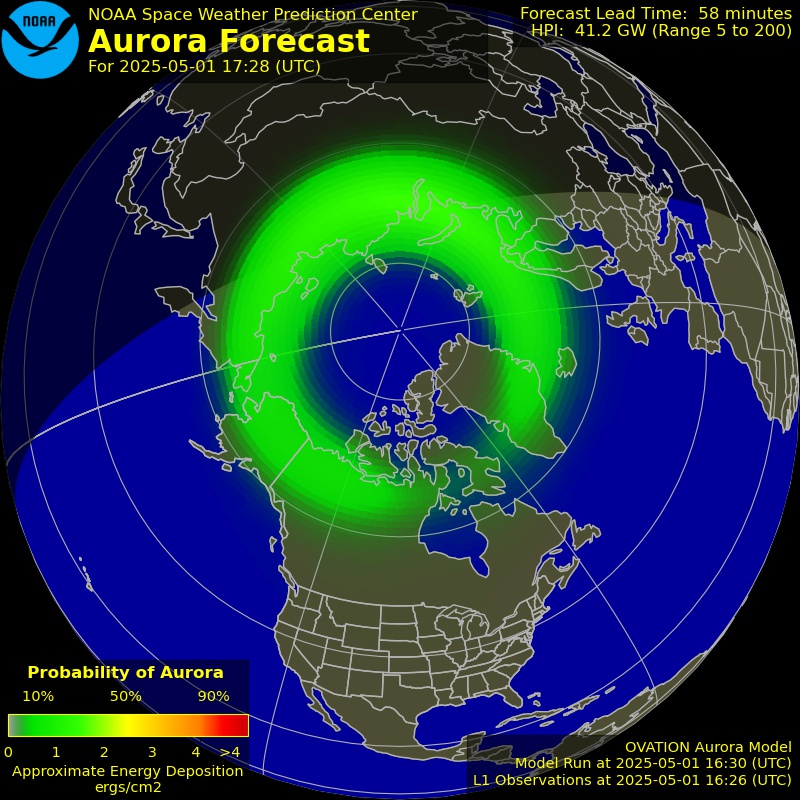 NOAA
NOAA Space Weather Prediction Center
Aurora Forecast
For 2025-05-01 17:28 (UTC)
Forecast Lead Time: 58 minutes
HPI: 41.2 GW (Range 5 to 200)
Probability of Aurora
10% 50% 90%
0 1 2 3 4 >4
Approximate Energy Deposition
ergs/cm2
OVATION Aurora Model
Model Run at 2025-05-01 16:30 (UTC)
L1 Observations at 2025-05-01 16:26 (UTC)